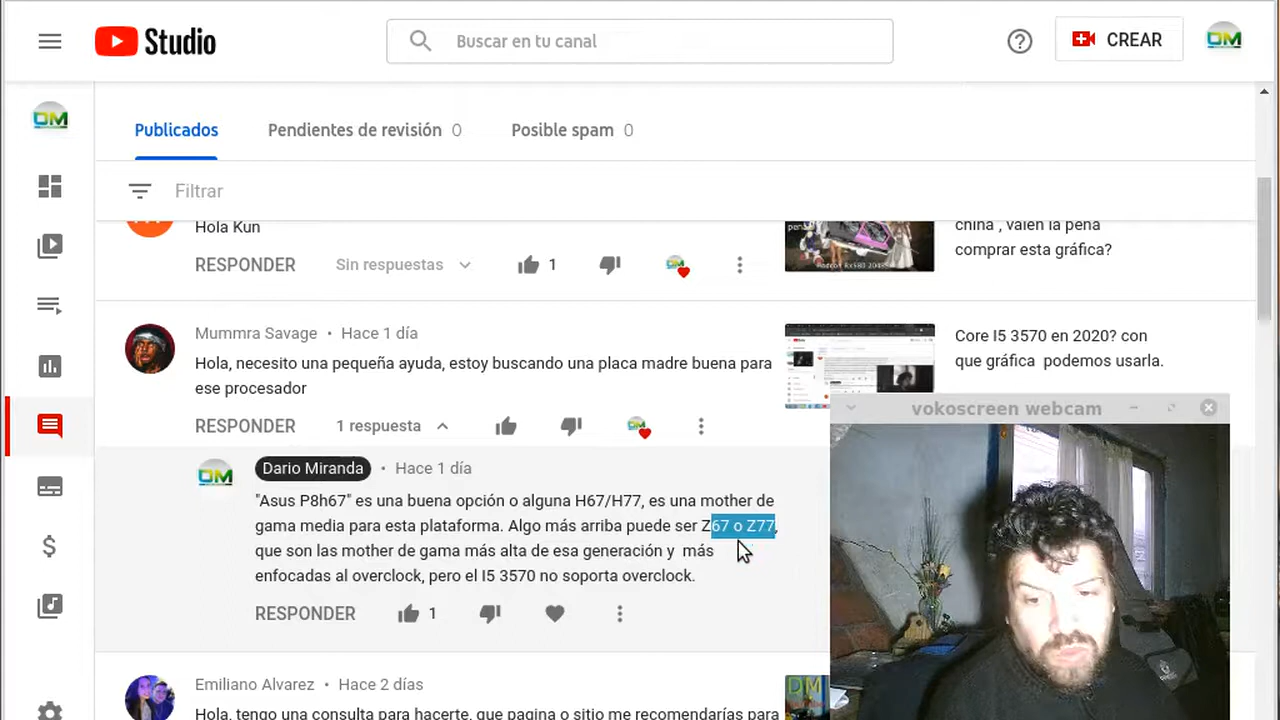 Studio
Buscar en tu canal
CREAR
DM
DM
Publicados
Pendientes de revisión 0
Posible spam 0
Filtrar
Hola Kun
china , valen la pena
comprar esta gráfica?
RESPONDER
Sin respuestas
1
Mummra Savage • Hace 1 día
Hola, necesito una pequeña ayuda, estoy buscando una placa madre buena para
ese procesador
Core I5 3570 en 2020? con
que gráfica podemos usarla.
RESPONDER
1 respuesta
vokoscreen webcam
DM
Dario Miranda • Hace 1 día
"Asus P8h67" es una buena opción o alguna H67/H77, es una mother de
gama media para esta plataforma. Algo más arriba puede ser Z67 o Z77,
que son las mother de gama más alta de esa generación y más
enfocadas al overclock, pero el I5 3570 no soporta overclock.
RESPONDER
1
Emiliano Alvarez • Hace 2 días
Hola, tengo una consulta para hacerte, que pagina o sitio me recomendarías para
DM